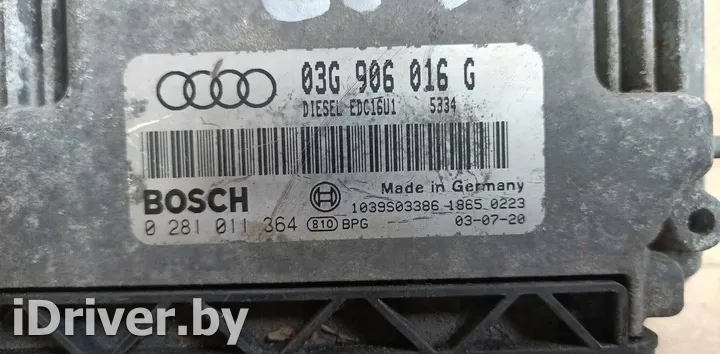 03G 906 016 G
DIESEL EDC16U1 5334
BOSCH
Made in Germany
1039S03386 1865 0223
0 281 011 364 810 BPG 03-07-20
iDriver.by